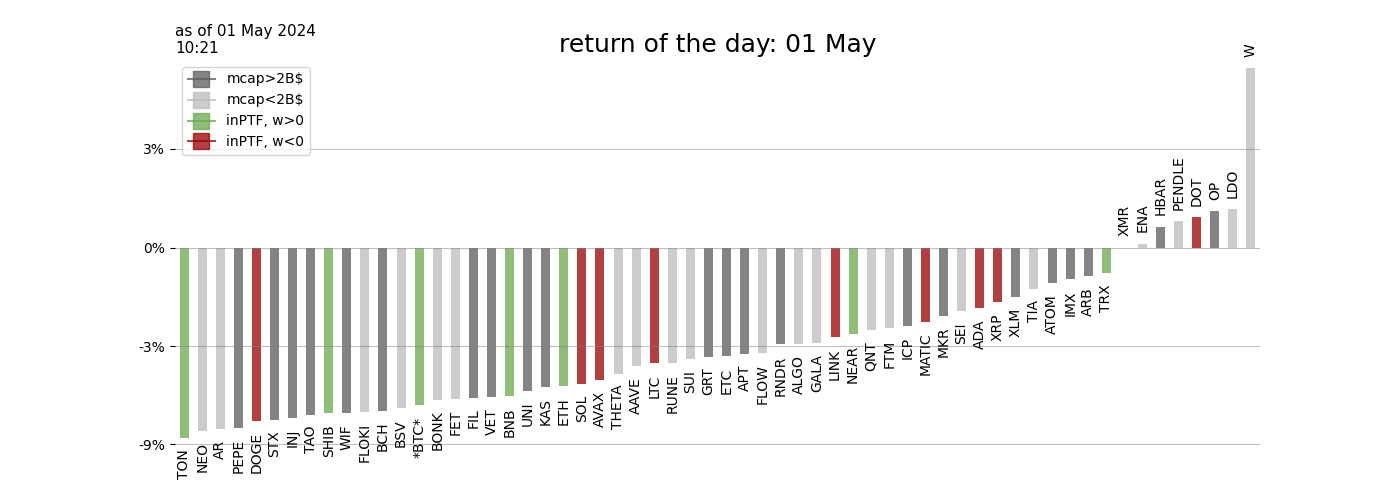 as of 01 May 2024
10:21
return of the day: 01 May
mcap>2B$
mcap<2B$
inPTF, w>0
inPTF, w<0
3%
0%
-3%
-9%
TON
NEO
AR
PEPE
DOGE
STX
INJ
TAO
SHIB
WIF
FLOKI
BCH
BSV
*BTC*
BONK
FET
FIL
VET
BNB
UNI
KAS
ETH
SOL
AVAX
THETA
AAVE
LTC
RUNE
SUI
GRT
ETC
APT
FLOW
RNDR
ALGO
GALA
LINK
NEAR
QNT
FTM
ICP
MATIC
MKR
SEI
ADA
XRP
XLM
TIA
ATOM
IMX
ARB
TRX
XMR
ENA
HBAR
PENDLE
DOT
OP
LDO
W